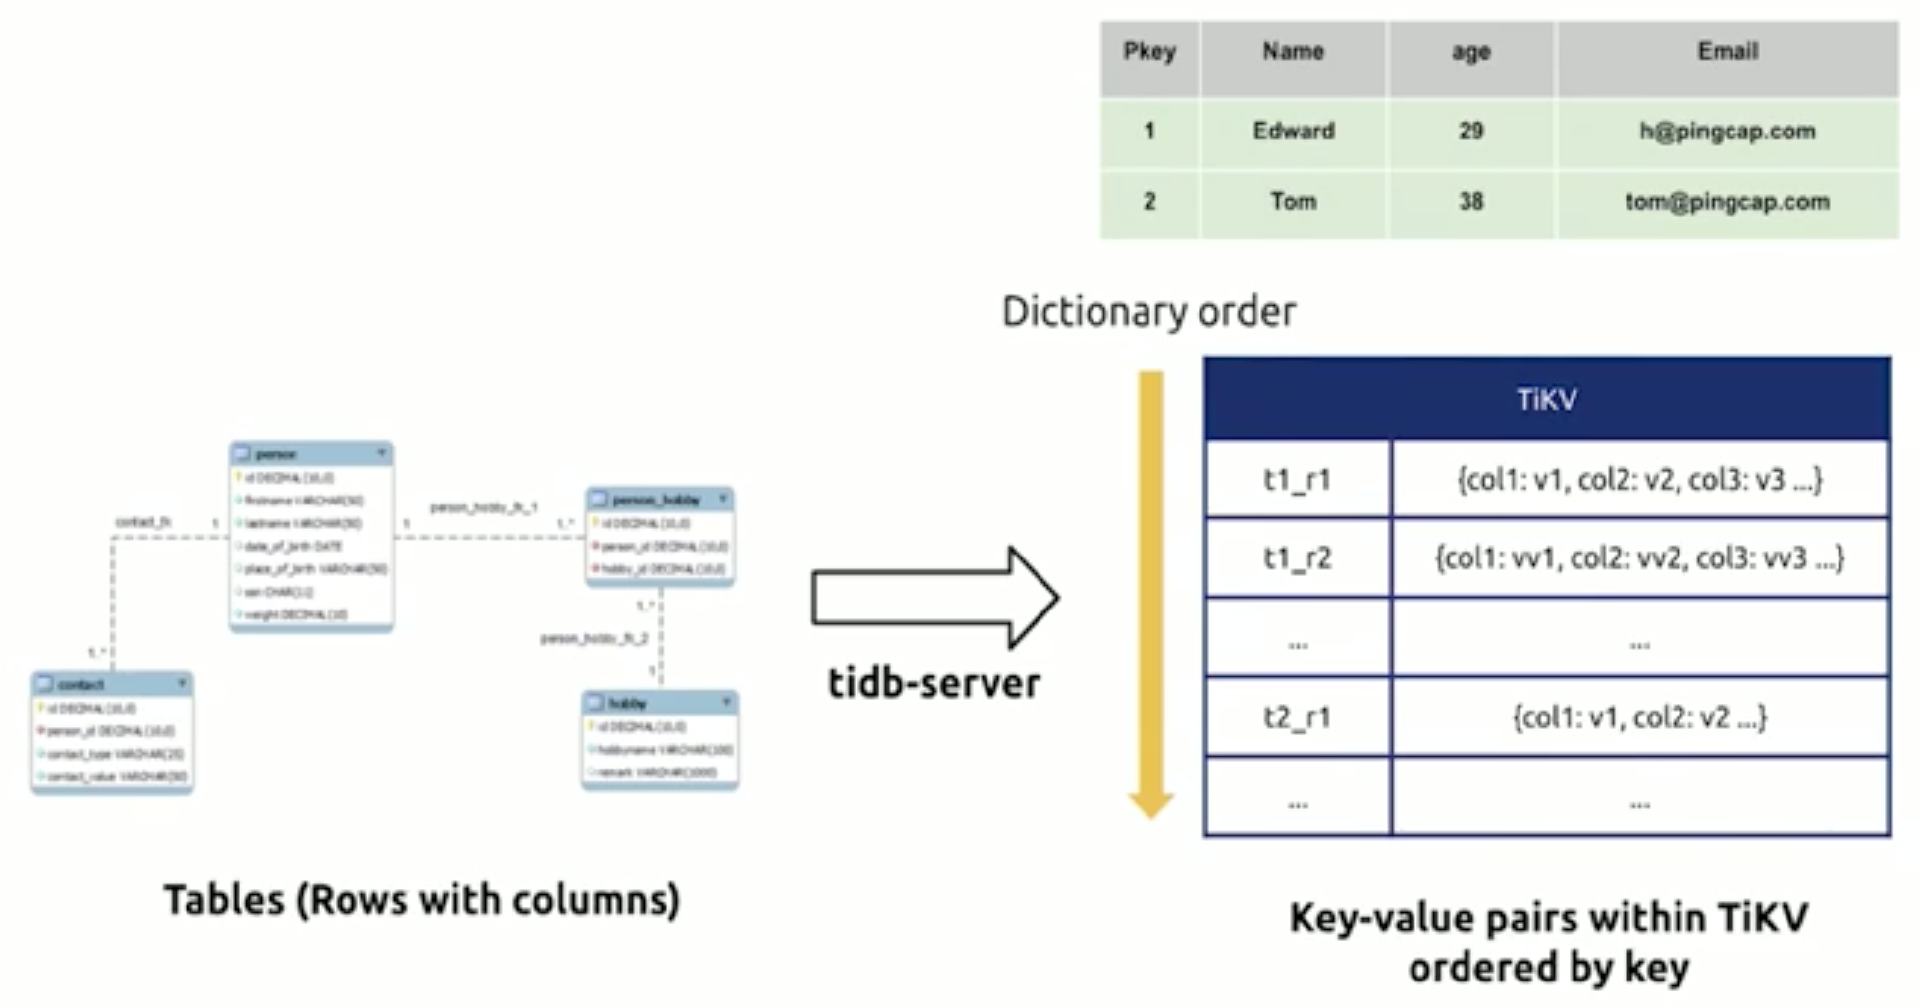 Pkey Name age Email
1 Edward 29 h@pingcap.com
2 Tom 38 tom@pingcap.com
Dictionary order
TiKV
t1_r1 {col1: v1, col2: v2, col3: v3 ...}
t1_r2 {col1: vv1, col2: vv2, col3: vv3 ...}
... ...
t2_r1 {col1: v1, col2: v2 ...}
... ...
person
id DECIMAL(10,0)
firstname VARCHAR(50)
lastname VARCHAR(50)
date_of_birth DATE
place_of_birth VARCHAR(50)
CHAR(11)
weight DECIMAL(10)
contact_fk 1
1..*
1 person_hobby_fk_1 1..*
person_hobby
id DECIMAL(10,0)
person_id DECIMAL(10,0)
hobby_id DECIMAL(10,0)
1..*
person_hobby_fk_2
1
contact
id DECIMAL(10,0)
person_id DECIMAL(10,0)
contact_type VARCHAR(25)
contact_value VARCHAR(50)
hobby
id DECIMAL(10,0)
hobbyname VARCHAR(100)
remark VARCHAR(1000)
tidb-server
Tables (Rows with columns)
Key-value pairs within TiKV
ordered by key